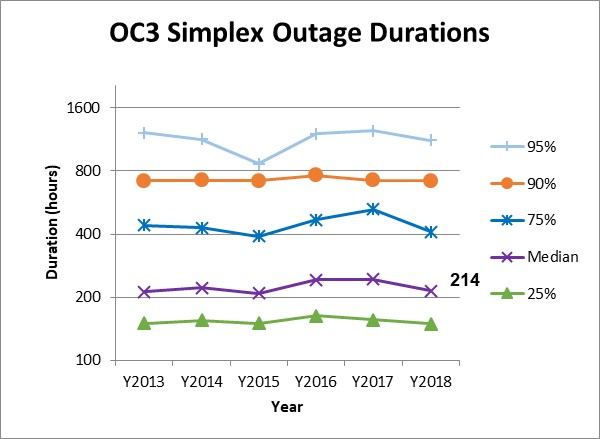 OC3 Simplex Outage Durations
1600
800
400
200
100
Duration (hours)
Y2013 Y2014 Y2015 Y2016 Y2017 Y2018
Year
214
95%
90%
75%
Median
25%